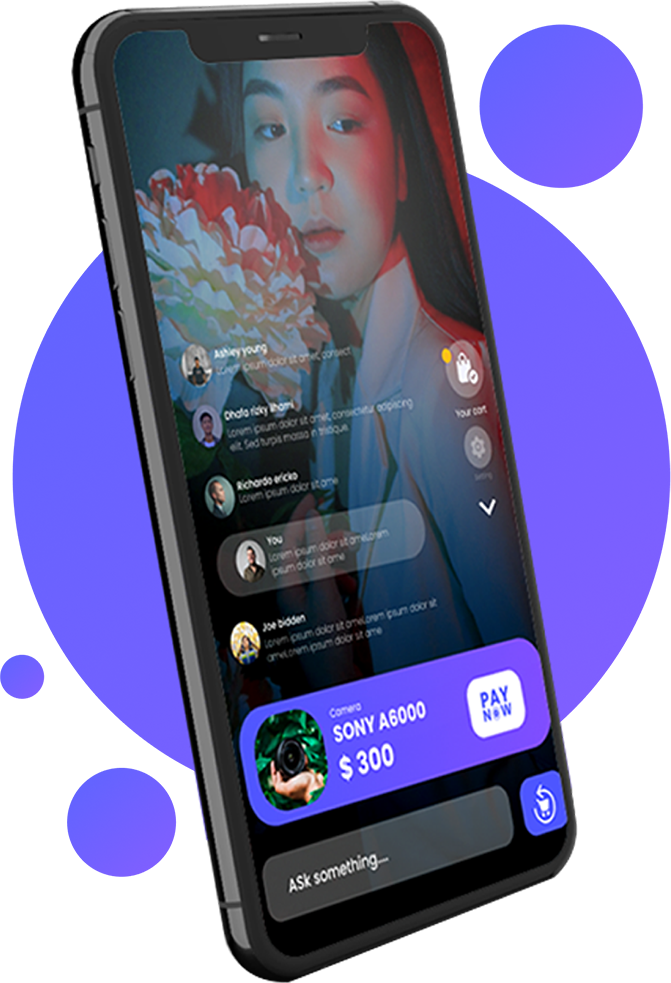 Ashley young
Lorem ipsum dolor sit amet, consect
Dhafa rizky ilhami
Lorem ipsum dolor sit amet, consectetur adipiscing
elit. Sed turpis massa in tristique.
Richardo ericko
Lorem ipsum dolor sit ame
You
Lorem ipsum dolor sit ameLorem
ipsum dolor sit ame
Joe bidden
Lorem ipsum dolor sit ameLorem ipsum dolor sit
ameLorem ipsum dolor sit ame
Your cart
Setting
Camera
SONY A6000
$ 300
PAY
NOW
ASk something...